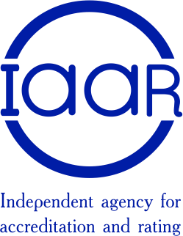 IAAR
Independent agency for
accreditation and rating